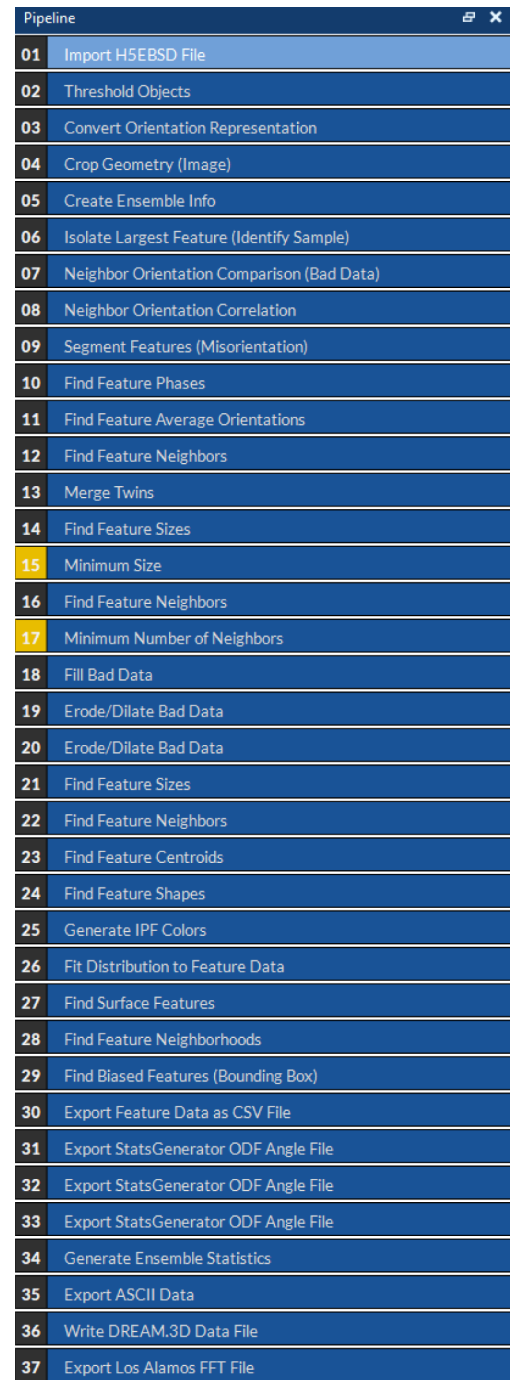 Pipeline
01 Import H5EBSD File
02 Threshold Objects
03 Convert Orientation Representation
04 Crop Geometry (Image)
05 Create Ensemble Info
06 Isolate Largest Feature (Identify Sample)
07 Neighbor Orientation Comparison (Bad Data)
08 Neighbor Orientation Correlation
09 Segment Features (Misorientation)
10 Find Feature Phases
11 Find Feature Average Orientations
12 Find Feature Neighbors
13 Merge Twins
14 Find Feature Sizes
15 Minimum Size
16 Find Feature Neighbors
17 Minimum Number of Neighbors
18 Fill Bad Data
19 Erode/Dilate Bad Data
20 Erode/Dilate Bad Data
21 Find Feature Sizes
22 Find Feature Neighbors
23 Find Feature Centroids
24 Find Feature Shapes
25 Generate IPF Colors
26 Fit Distribution to Feature Data
27 Find Surface Features
28 Find Feature Neighborhoods
29 Find Biased Features (Bounding Box)
30 Export Feature Data as CSV File
31 Export StatsGenerator ODF Angle File
32 Export StatsGenerator ODF Angle File
33 Export StatsGenerator ODF Angle File
34 Generate Ensemble Statistics
35 Export ASCII Data
36 Write DREAM.3D Data File
37 Export Los Alamos FFT File